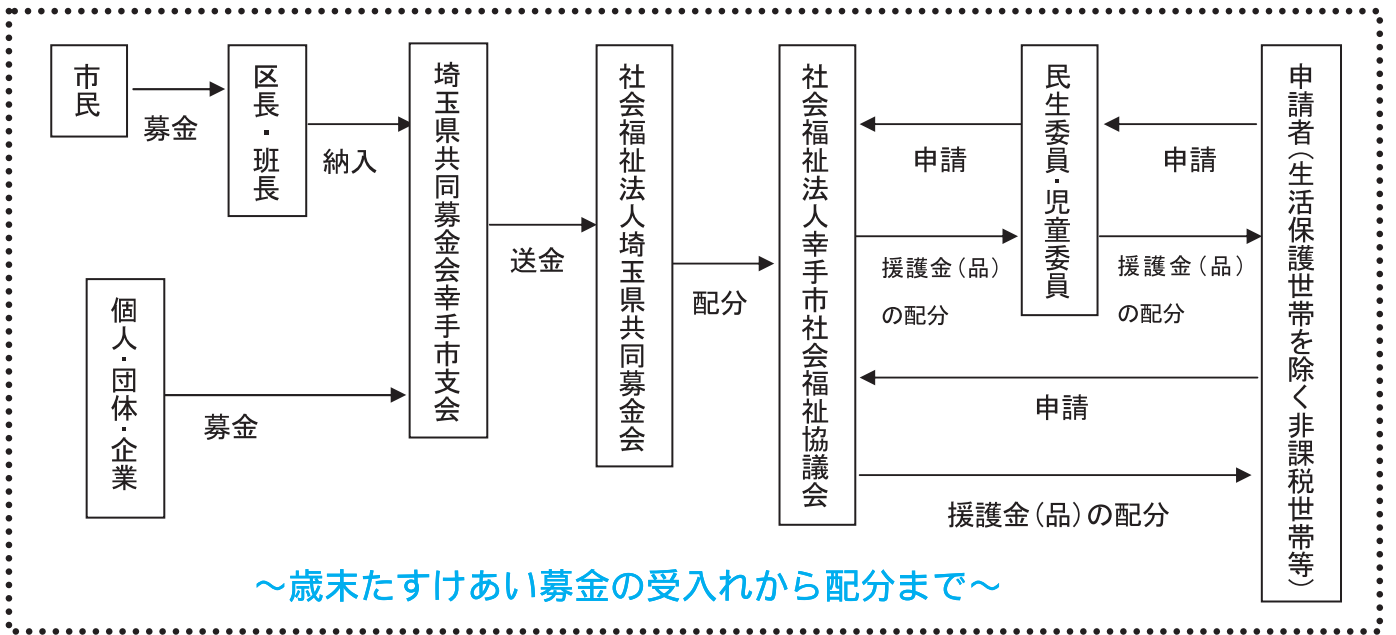 市民
募金
区長・班長
納入
個人・団体・企業
募金
埼玉県共同募金会幸手市支会
送金
社会福祉法人埼玉県共同募金会
配分
社会福祉法人幸手市社会福祉協議会
申請
援護金（品）
の配分
民生委員・児童委員
申請
援護金（品）
の配分
申請
援護金（品）の配分
申請者（生活保護世帯を除く非課税世帯等）
～歳末たすけあい募金の受入れから配分まで～